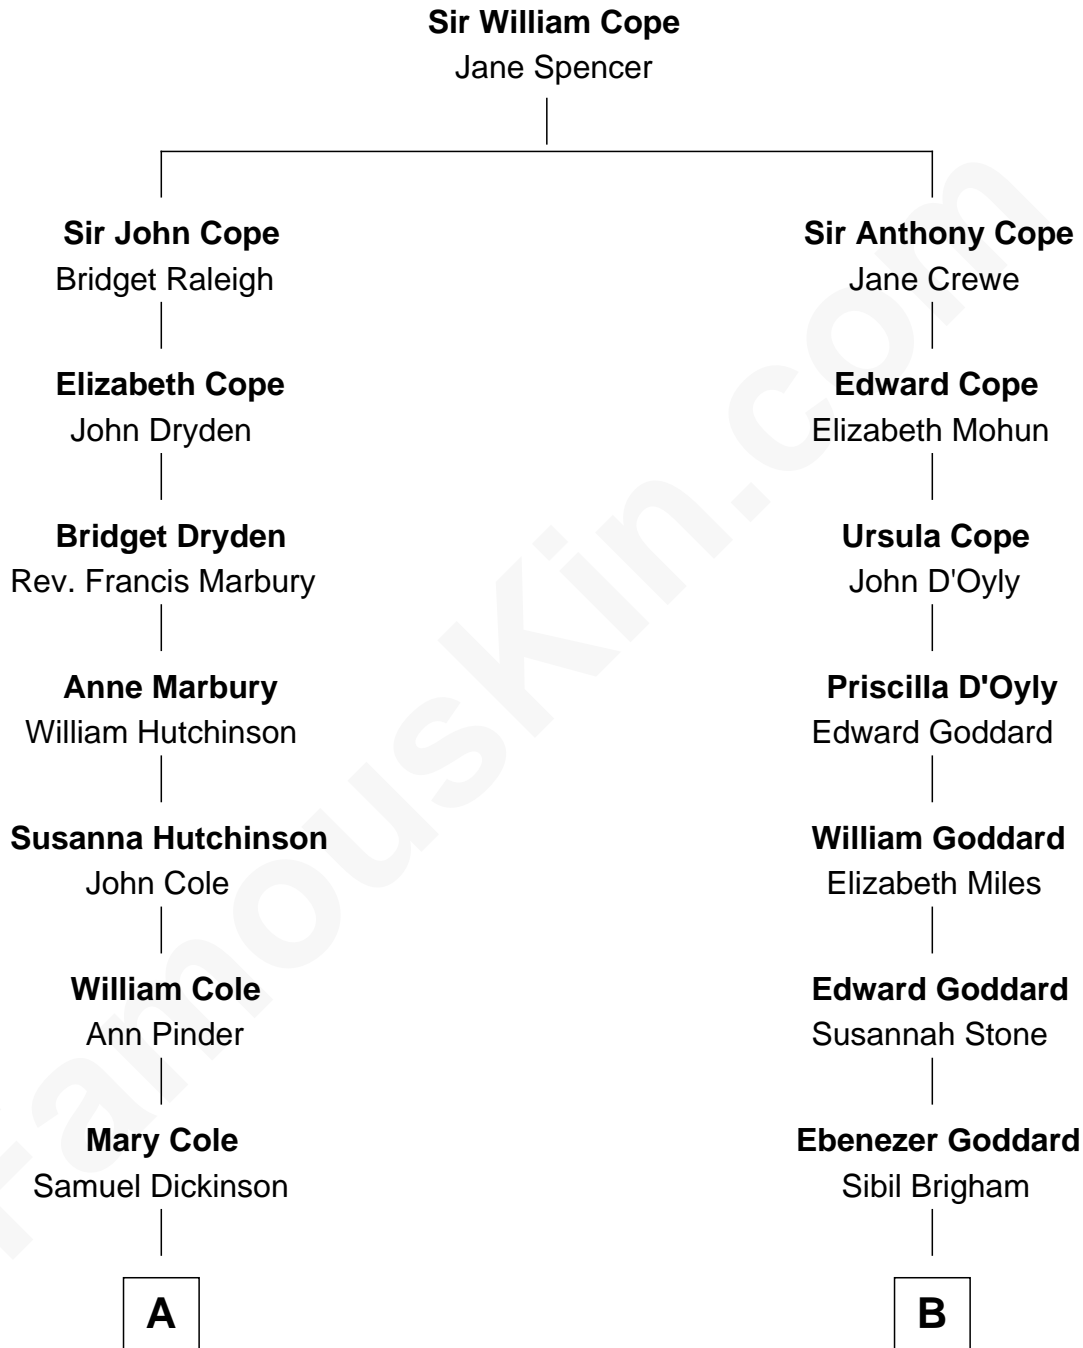 Sir William Cope
Jane Spencer
Sir John Cope
Bridget Raleigh
Sir Anthony Cope
Jane Crewe
Elizabeth Cope
John Dryden
Edward Cope
Elizabeth Mohun
Bridget Dryden
Rev. Francis Marbury
Ursula Cope
John D'Oyly
Anne Marbury
William Hutchinson
Priscilla D'Oyly
Edward Goddard
Susanna Hutchinson
John Cole
William Goddard
Elizabeth Miles
William Cole
Ann Pinder
Edward Goddard
Susannah Stone
Mary Cole
Samuel Dickinson
Ebenezer Goddard
Sibil Brigham
A
B
FamousKin.com